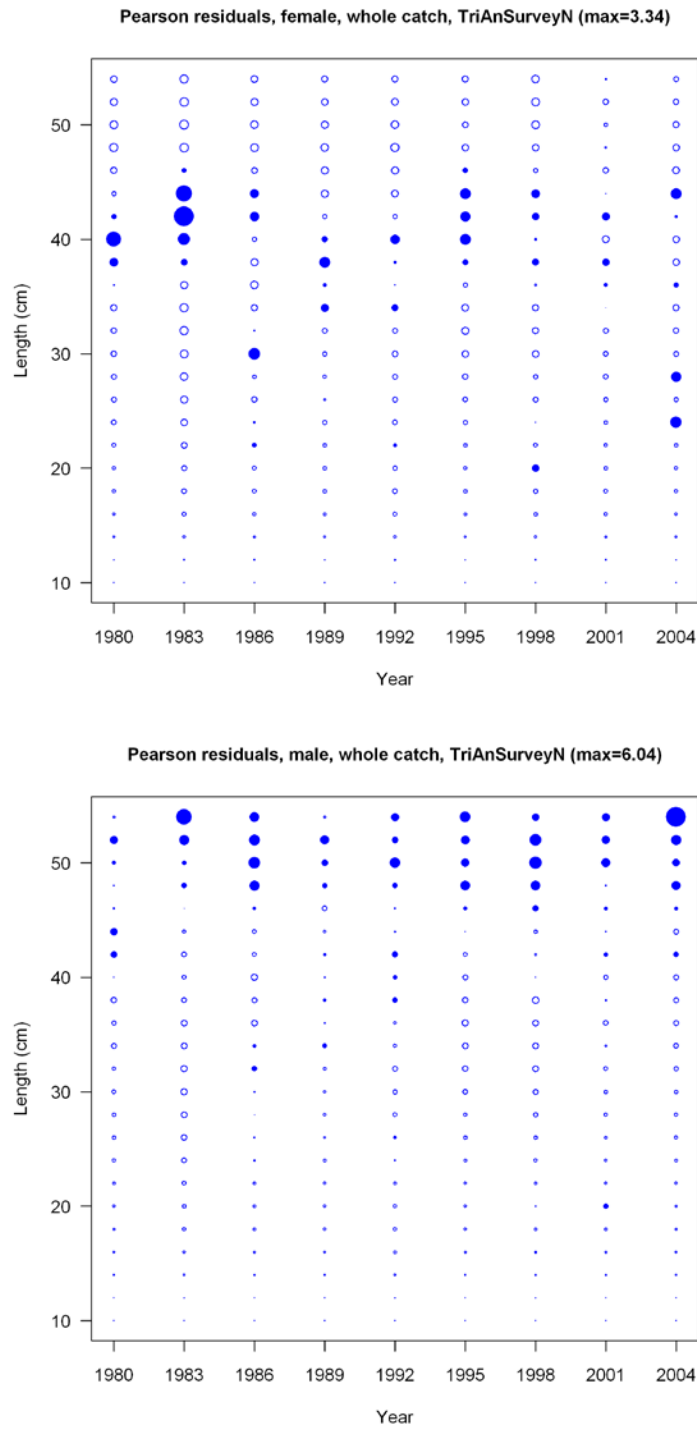 Pearson residuals, female, whole catch, TriAnSurveyN (max=3.34)
50
40
30
20
10
Length (cm)
1980 1983 1986 1989 1992 1995 1998 2001 2004
Year
Pearson residuals, male, whole catch, TriAnSurveyN (max=6.04)
50
40
30
20
10
Length (cm)
1980 1983 1986 1989 1992 1995 1998 2001 2004
Year